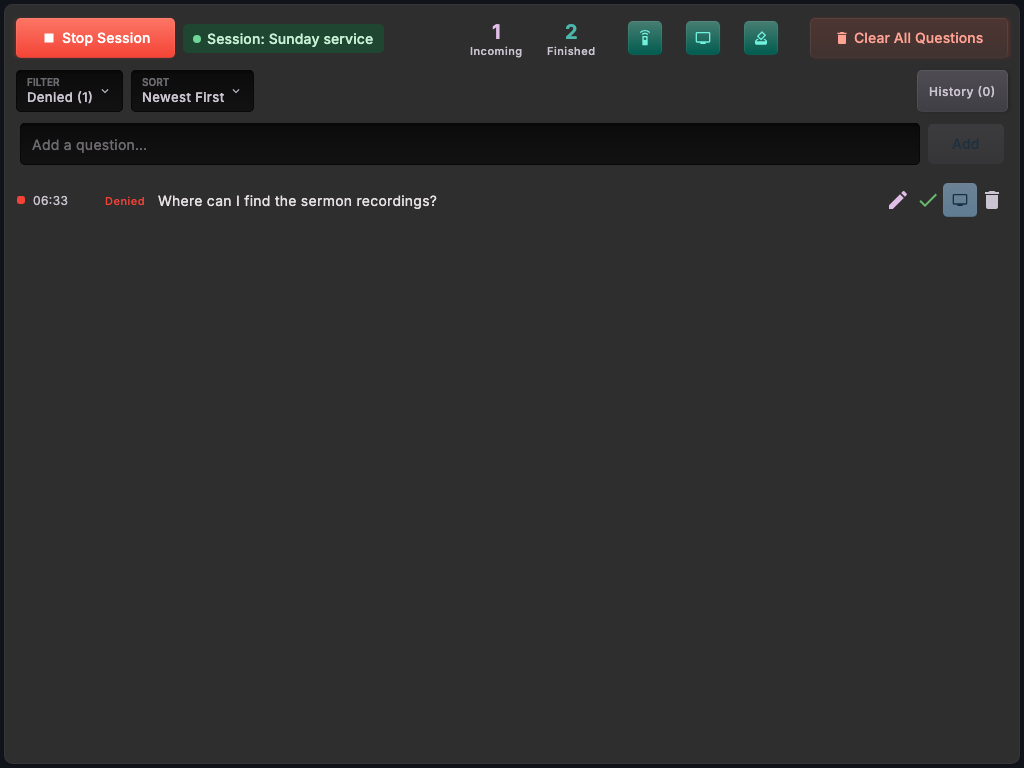 Stop Session
Session: Sunday service
1
Incoming
2
Finished
Clear All Questions
FILTER
Denied (1)
SORT
Newest First
History (0)
Add a question...
Add
06:33
Denied
Where can I find the sermon recordings?